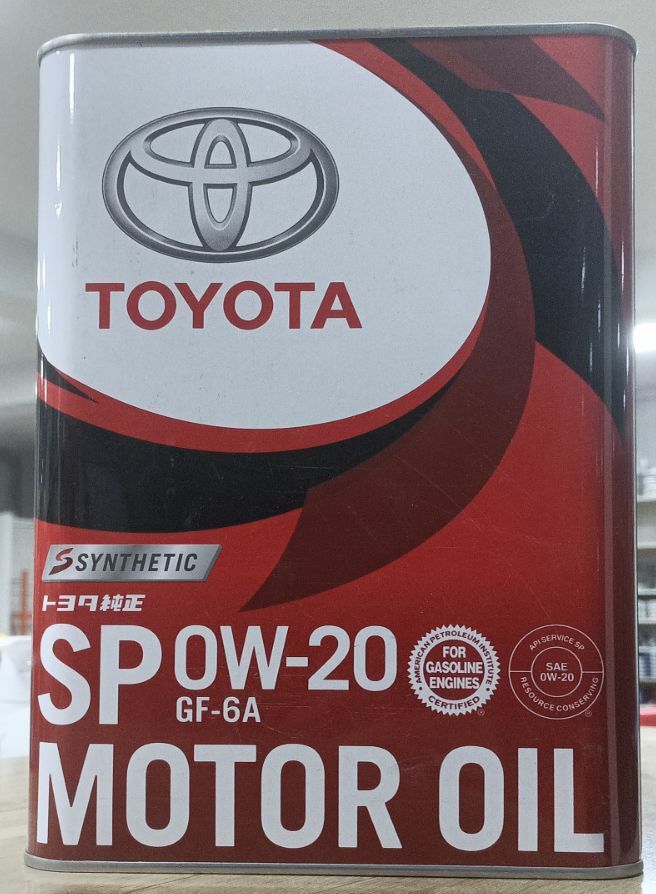 TOYOTA
SYNTHETIC
トヨタ純正
SP 0W-20
GF-6A
AMERICAN PETROLEUM INSTITUTE
FOR
GASOLINE
ENGINES
CERTIFIED
®
API SERVICE SP
SAE
0W-20
RESOURCE CONSERVING
®
MOTOR OIL